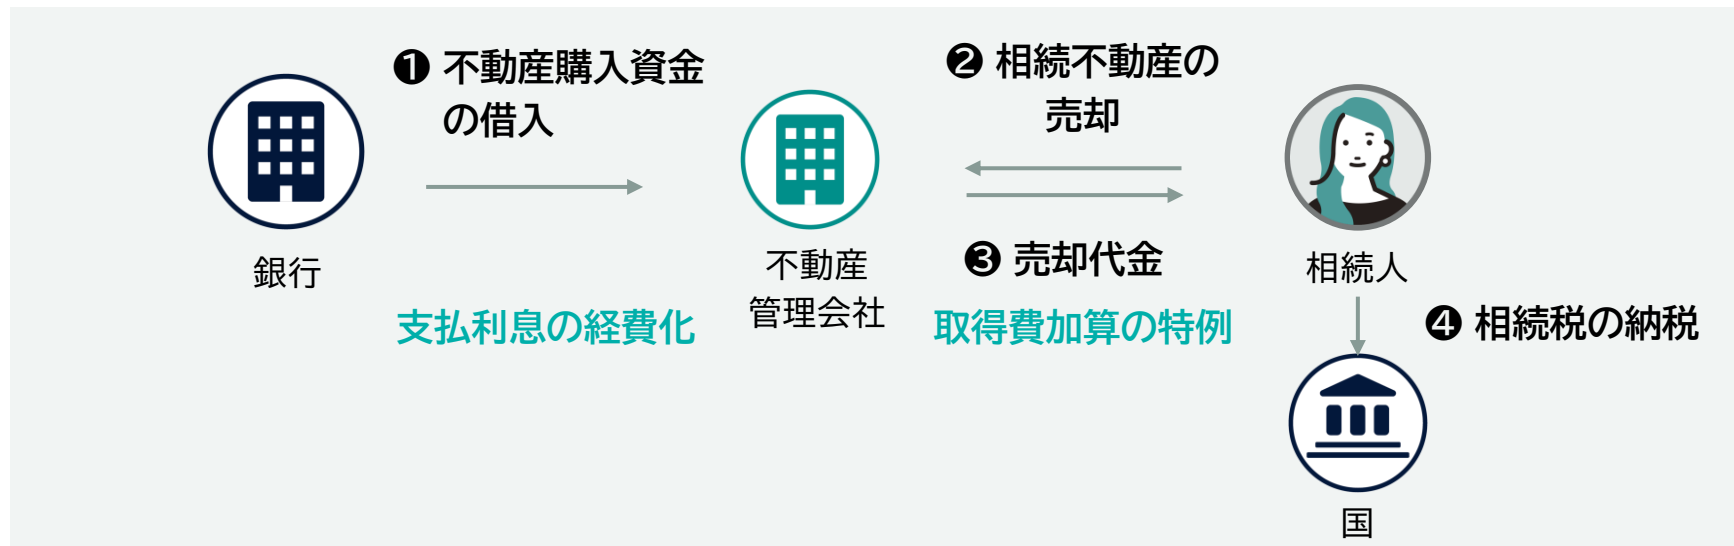 ❶ 不動産購入資金
の借入
❷ 相続不動産の
売却
銀行
不動産
管理会社
❸ 売却代金
相続人
支払利息の経費化
取得費加算の特例
❹ 相続税の納税
国